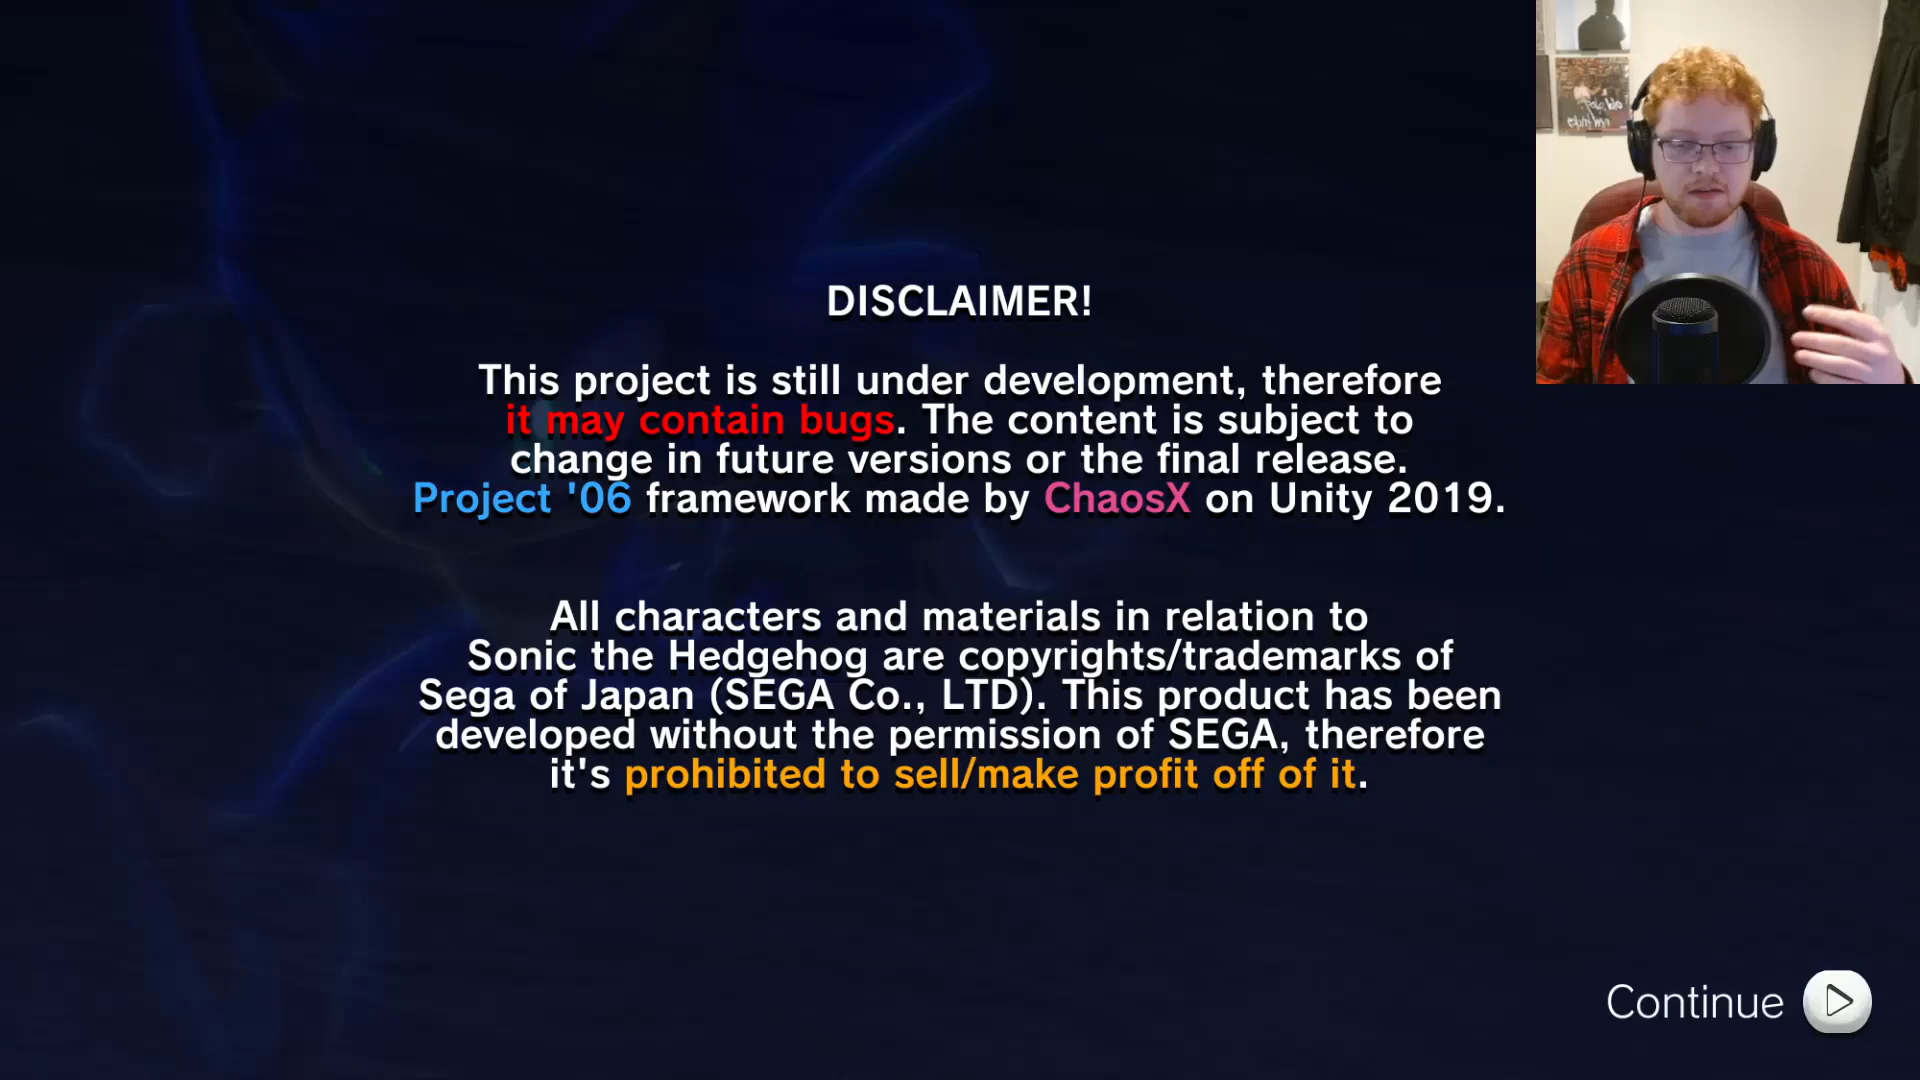 DISCLAIMER!
This project is still under development, therefore
it may contain bugs. The content is subject to
change in future versions or the final release.
Project '06 framework made by ChaosX on Unity 2019.
All characters and materials in relation to
Sonic the Hedgehog are copyrights/trademarks of
Sega of Japan (SEGA Co., LTD). This product has been
developed without the permission of SEGA, therefore
it's prohibited to sell/make profit off of it.
Continue